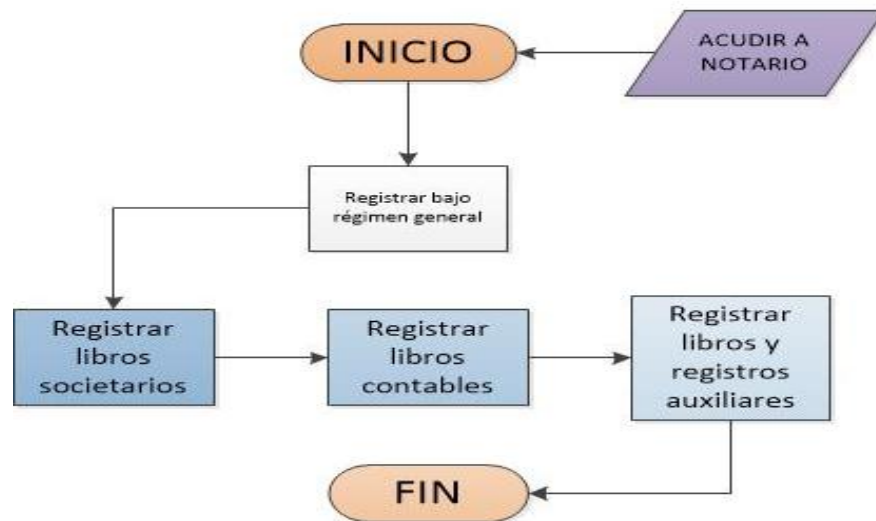 INICIO
ACUDIR A
NOTARIO
Registrar bajo
régimen general
Registrar
libros
societarios
Registrar
libros
contables
Registrar
libros y
registros
auxiliares
FIN